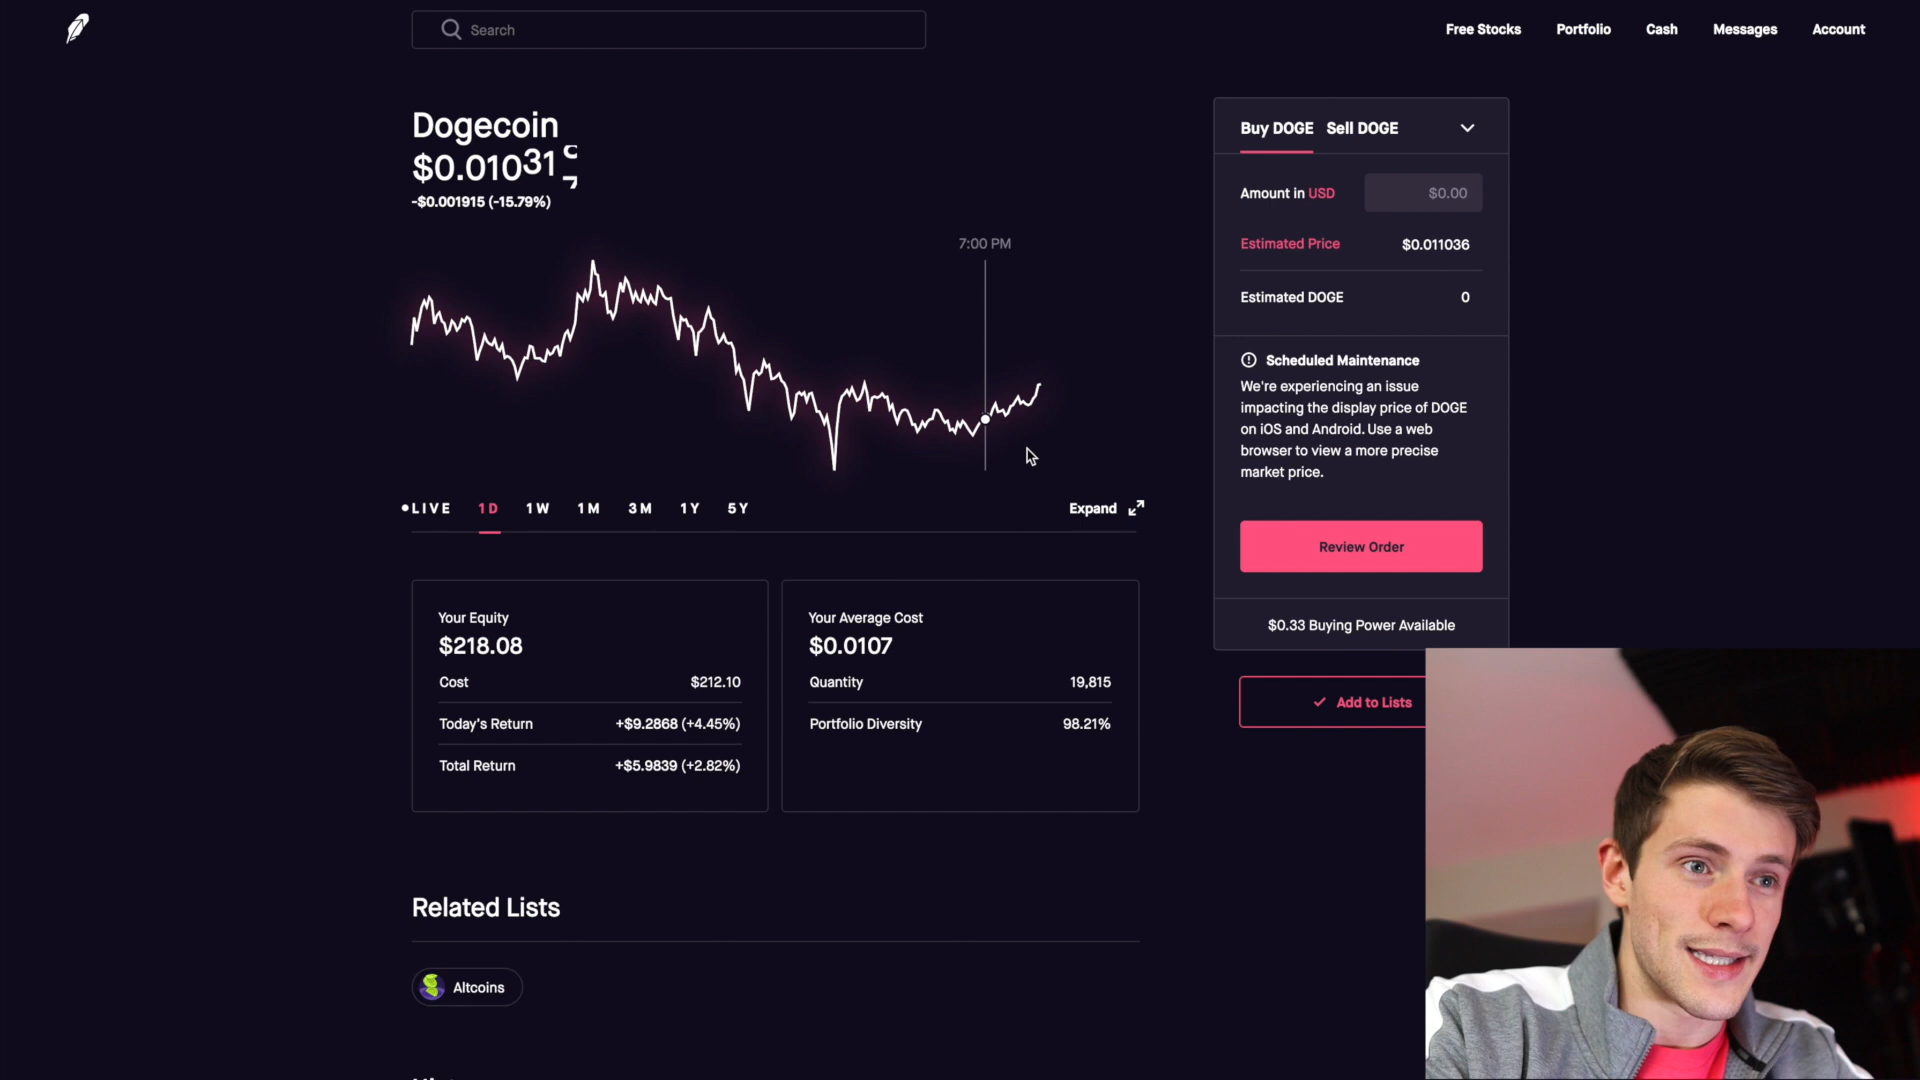 Search
Free Stocks
Portfolio
Cash
Messages
Account
Dogecoin
$0.01031
-$0.001915 (-15.79%)
7:00 PM
LIVE
1D
1W
1M
3M
1Y
5Y
Expand
Buy DOGE
Sell DOGE
Amount in USD
$0.00
Estimated Price
$0.011036
Estimated DOGE
0
Scheduled Maintenance
We're experiencing an issue
impacting the display price of DOGE
on iOS and Android. Use a web
browser to view a more precise
market price.
Review Order
$0.33 Buying Power Available
Add to Lists
Your Equity
$218.08
Cost
$212.10
Today's Return
+$9.2868 (+4.45%)
Total Return
+$5.9839 (+2.82%)
Your Average Cost
$0.0107
Quantity
19,815
Portfolio Diversity
98.21%
Related Lists
Altcoins